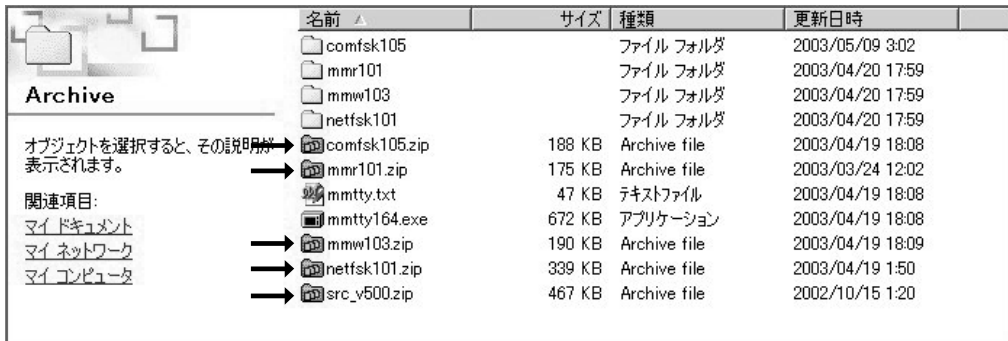 Archive
オブジェクトを選択すると、その説明が
表示されます。
関連項目:
マイ ドキュメント
マイ ネットワーク
マイ コンピュータ
名前 サイズ 種類 更新日時
comfsk105 ファイル フォルダ 2003/05/09 3:02
mmr101 ファイル フォルダ 2003/04/20 17:59
mmw103 ファイル フォルダ 2003/04/20 17:59
netfsk101 ファイル フォルダ 2003/04/20 17:59
comfsk105.zip 188 KB Archive file 2003/04/19 18:08
mmr101.zip 175 KB Archive file 2003/03/24 12:02
mmtty.txt 47 KB テキストファイル 2003/04/19 18:08
mmtty164.exe 672 KB アプリケーション 2003/04/19 18:08
mmw103.zip 190 KB Archive file 2003/04/19 18:09
netfsk101.zip 339 KB Archive file 2003/04/19 1:50
src_v500.zip 467 KB Archive file 2002/10/15 1:20